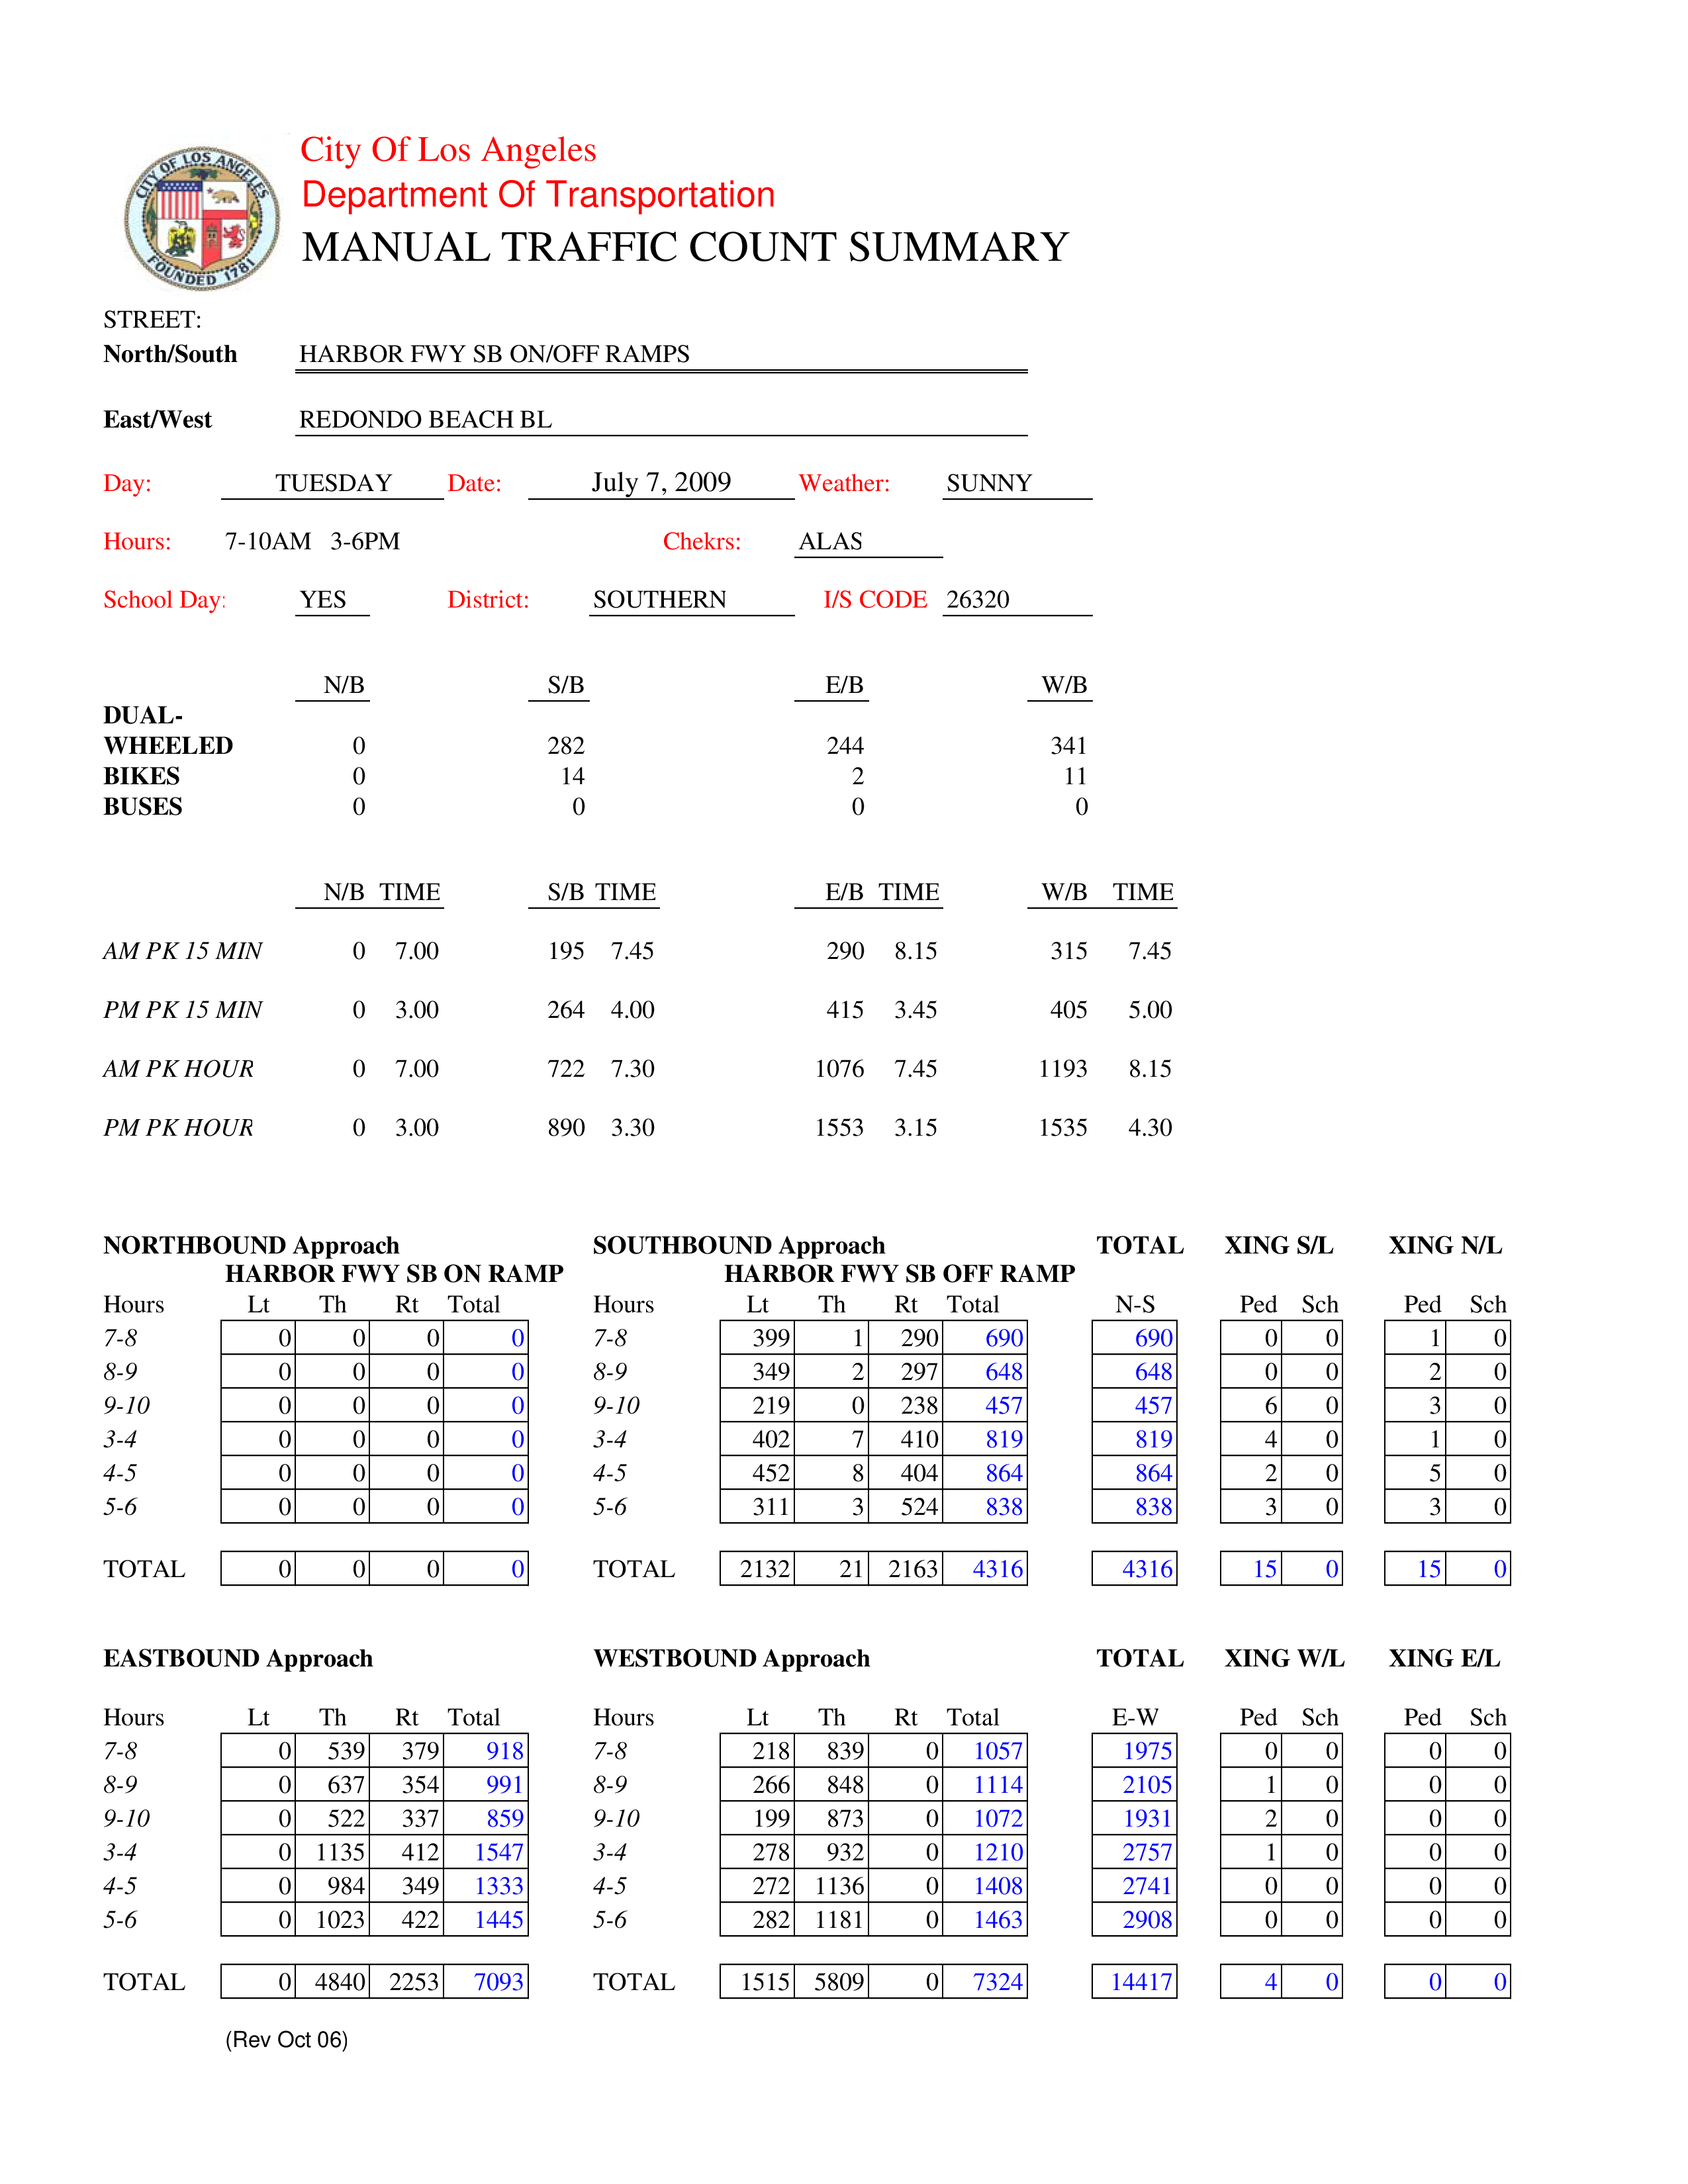 CITY OF LOS ANGELES
FOUNDED 1781
City Of Los Angeles
Department Of Transportation
MANUAL TRAFFIC COUNT SUMMARY
STREET:
North/South HARBOR FWY SB ON/OFF RAMPS
East/West REDONDO BEACH BL
Day: TUESDAY Date: July 7, 2009 Weather: SUNNY
Hours: 7-10AM 3-6PM Chekrs: ALAS
School Day: YES District: SOUTHERN I/S CODE 26320
N/B S/B E/B W/B
DUAL-
WHEELED 0 282 244 341
BIKES 0 14 2 11
BUSES 0 0 0 0
N/B TIME S/B TIME E/B TIME W/B TIME
AM PK 15 MIN 0 7.00 195 7.45 290 8.15 315 7.45
PM PK 15 MIN 0 3.00 264 4.00 415 3.45 405 5.00
AM PK HOUR 0 7.00 722 7.30 1076 7.45 1193 8.15
PM PK HOUR 0 3.00 890 3.30 1553 3.15 1535 4.30
NORTHBOUND Approach SOUTHBOUND Approach TOTAL XING S/L XING N/L
HARBOR FWY SB ON RAMP HARBOR FWY SB OFF RAMP
Hours Lt Th Rt Total Hours Lt Th Rt Total N-S Ped Sch Ped Sch
7-8 0 0 0 0 7-8 399 1 290 690 690 0 0 1 0
8-9 0 0 0 0 8-9 349 2 297 648 648 0 0 2 0
9-10 0 0 0 0 9-10 219 0 238 457 457 6 0 3 0
3-4 0 0 0 0 3-4 402 7 410 819 819 4 0 1 0
4-5 0 0 0 0 4-5 452 8 404 864 864 2 0 5 0
5-6 0 0 0 0 5-6 311 3 524 838 838 3 0 3 0
TOTAL 0 0 0 0 TOTAL 2132 21 2163 4316 4316 15 0 15 0
EASTBOUND Approach WESTBOUND Approach TOTAL XING W/L XING E/L
Hours Lt Th Rt Total Hours Lt Th Rt Total E-W Ped Sch Ped Sch
7-8 0 539 379 918 7-8 218 839 0 1057 1975 0 0 0 0
8-9 0 637 354 991 8-9 266 848 0 1114 2105 1 0 0 0
9-10 0 522 337 859 9-10 199 873 0 1072 1931 2 0 0 0
3-4 0 1135 412 1547 3-4 278 932 0 1210 2757 1 0 0 0
4-5 0 984 349 1333 4-5 272 1136 0 1408 2741 0 0 0 0
5-6 0 1023 422 1445 5-6 282 1181 0 1463 2908 0 0 0 0
TOTAL 0 4840 2253 7093 TOTAL 1515 5809 0 7324 14417 4 0 0 0
(Rev Oct 06)